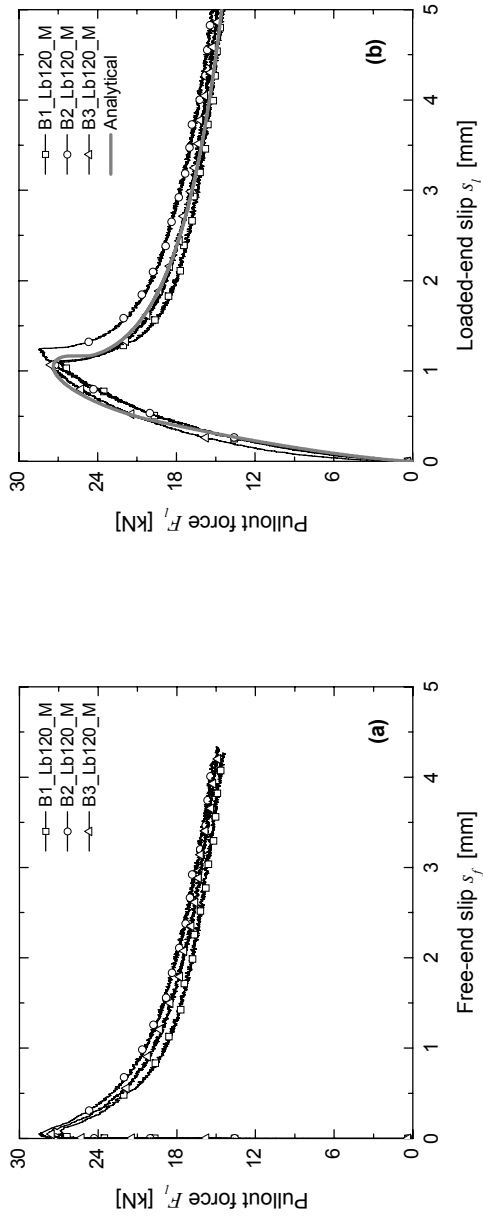 30
24
18
12
6
0
Pullout force F_l [kN]
B1_Lb120_M
B2_Lb120_M
B3_Lb120_M
(a)
0 1 2 3 4 5
Free-end slip s_f [mm]
30
24
18
12
6
0
Pullout force F_l [kN]
B1_Lb120_M
B2_Lb120_M
B3_Lb120_M
Analytical
(b)
0 1 2 3 4 5
Loaded-end slip s_l [mm]